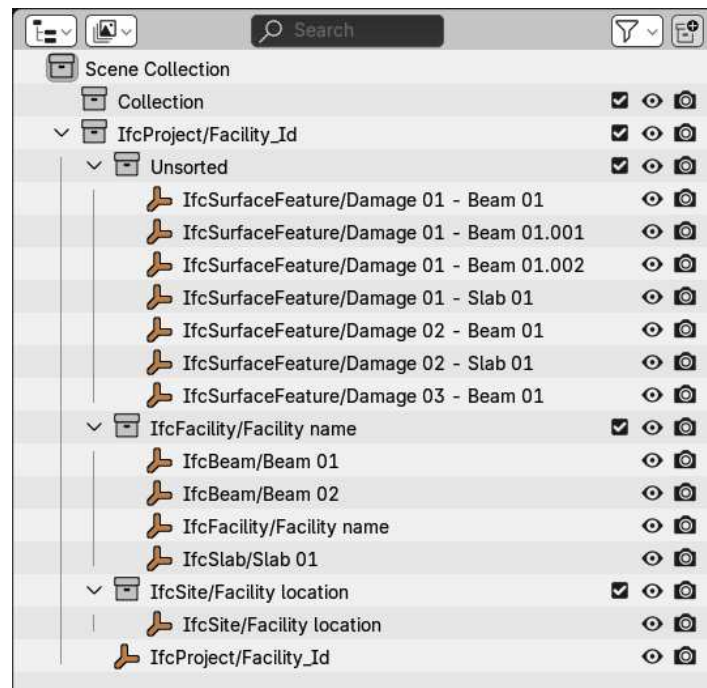 Search
Scene Collection
Collection
IfcProject/Facility_Id
Unsorted
IfcSurfaceFeature/Damage 01 - Beam 01
IfcSurfaceFeature/Damage 01 - Beam 01.001
IfcSurfaceFeature/Damage 01 - Beam 01.002
IfcSurfaceFeature/Damage 01 - Slab 01
IfcSurfaceFeature/Damage 02 - Beam 01
IfcSurfaceFeature/Damage 02 - Slab 01
IfcSurfaceFeature/Damage 03 - Beam 01
IfcFacility/Facility name
IfcBeam/Beam 01
IfcBeam/Beam 02
IfcFacility/Facility name
IfcSlab/Slab 01
IfcSite/Facility location
IfcSite/Facility location
IfcProject/Facility_Id